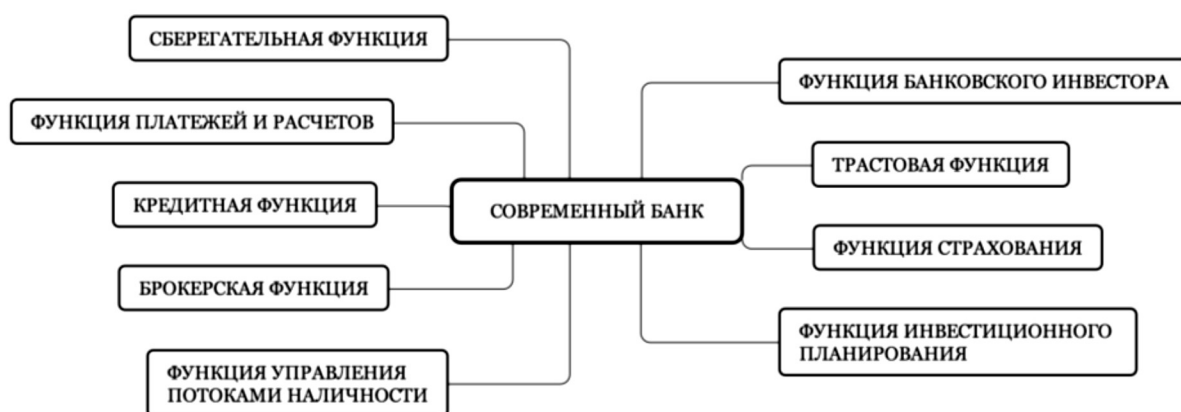 СБЕРЕГАТЕЛЬНАЯ ФУНКЦИЯ
ФУНКЦИЯ ПЛАТЕЖЕЙ И РАСЧЕТОВ
КРЕДИТНАЯ ФУНКЦИЯ
БРОКЕРСКАЯ ФУНКЦИЯ
ФУНКЦИЯ УПРАВЛЕНИЯ
ПОТОКАМИ НАЛИЧНОСТИ
СОВРЕМЕННЫЙ БАНК
ФУНКЦИЯ БАНКОВСКОГО ИНВЕСТОРА
ТРАСТОВАЯ ФУНКЦИЯ
ФУНКЦИЯ СТРАХОВАНИЯ
ФУНКЦИЯ ИНВЕСТИЦИОННОГО
ПЛАНИРОВАНИЯ